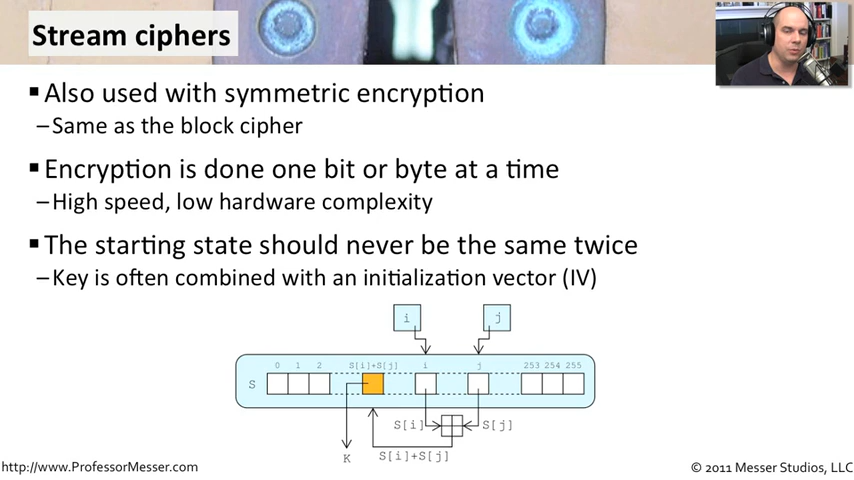 Stream ciphers
▪Also used with symmetric encryption
–Same as the block cipher
▪Encryption is done one bit or byte at a time
–High speed, low hardware complexity
▪The starting state should never be the same twice
–Key is often combined with an initialization vector (IV)
i j
0 1 2 S[i]+S[j] i j 253 254 255
S
S[i] S[j]
K S[i]+S[j]
http://www.ProfessorMesser.com © 2011 Messer Studios, LLC